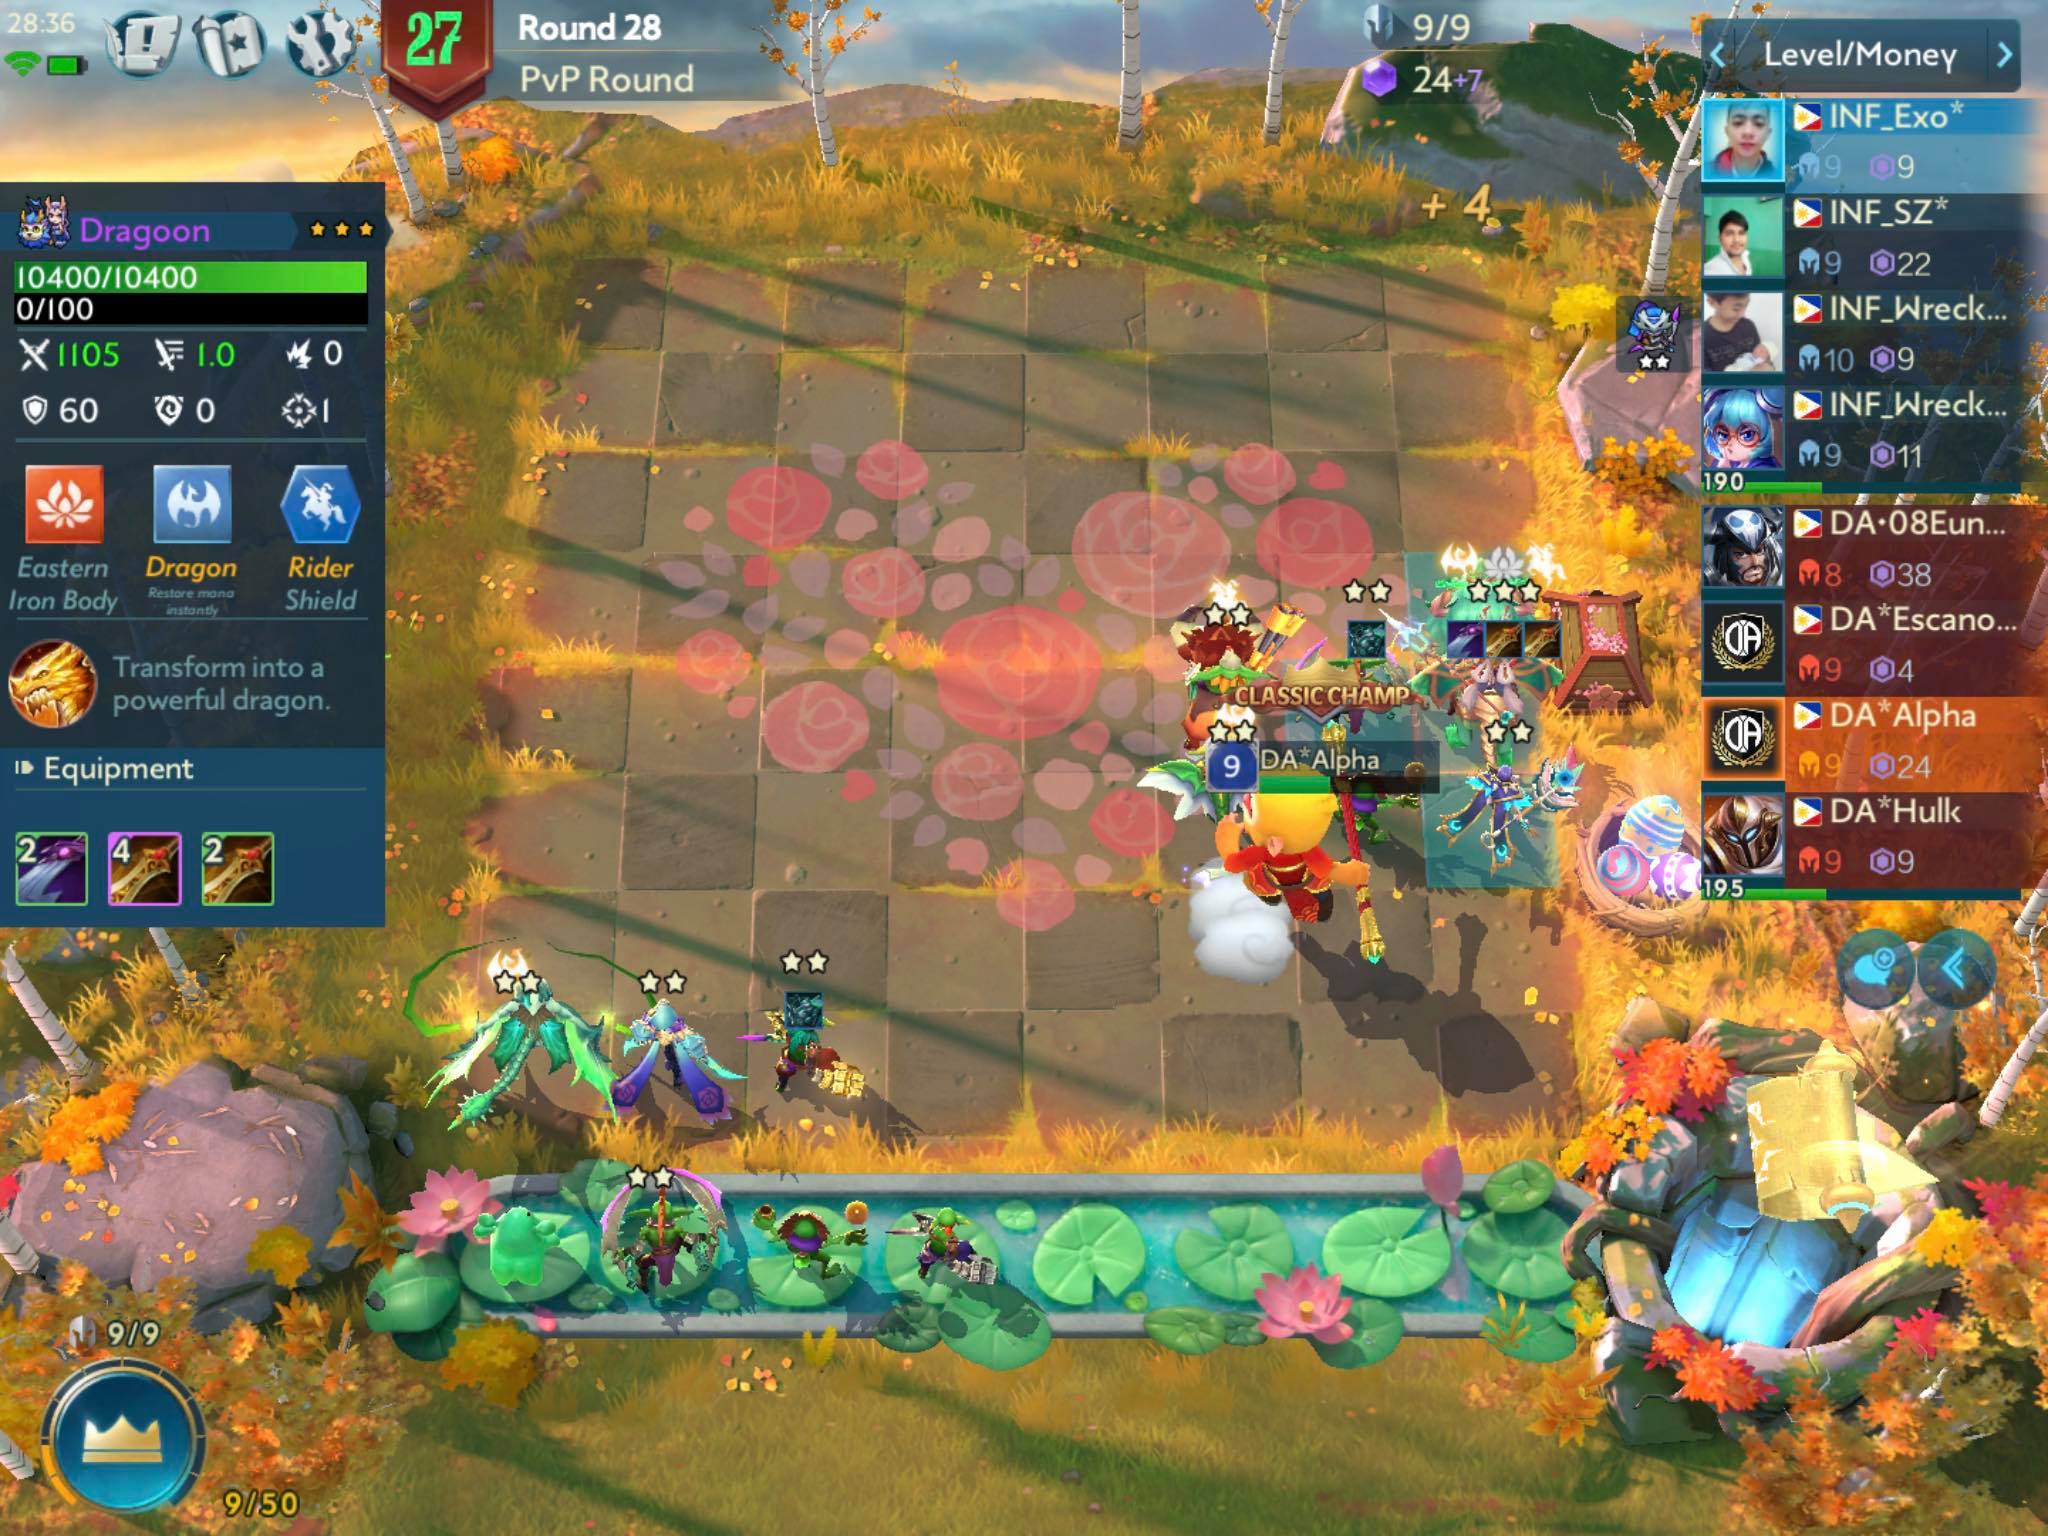 28:36
27
Round 28
PvP Round
9/9
24+7
Level/Money
INF_Exo*
9 9
INF_SZ*
9 22
INF_Wreck...
10 9
INF_Wreck...
9 11
190
DA·08Eun...
8 38
DA*Escano...
9 4
DA*Alpha
9 24
DA*Hulk
9 9
195
+ 4
Dragoon
10400/10400
0/100
1105 1.0 0
60 0 1
Eastern Dragon Rider
Iron Body Restore mana instantly Shield
Transform into a
powerful dragon.
Equipment
2 4 2
CLASSIC CHAMP
9 DA*Alpha
DA
DA
9/9
9/50